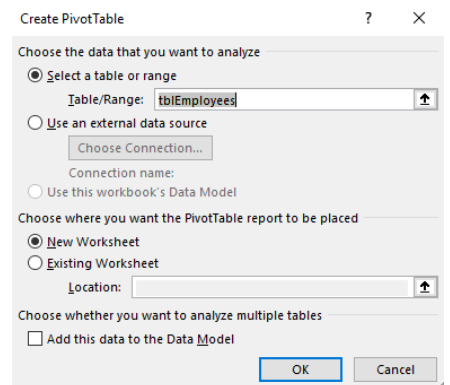 Create PivotTable ? ×
Choose the data that you want to analyze
Select a table or range
Table/Range: tblEmployees
Use an external data source
Choose Connection...
Connection name:
Use this workbook's Data Model
Choose where you want the PivotTable report to be placed
New Worksheet
Existing Worksheet
Location:
Choose whether you want to analyze multiple tables
Add this data to the Data Model
OK Cancel